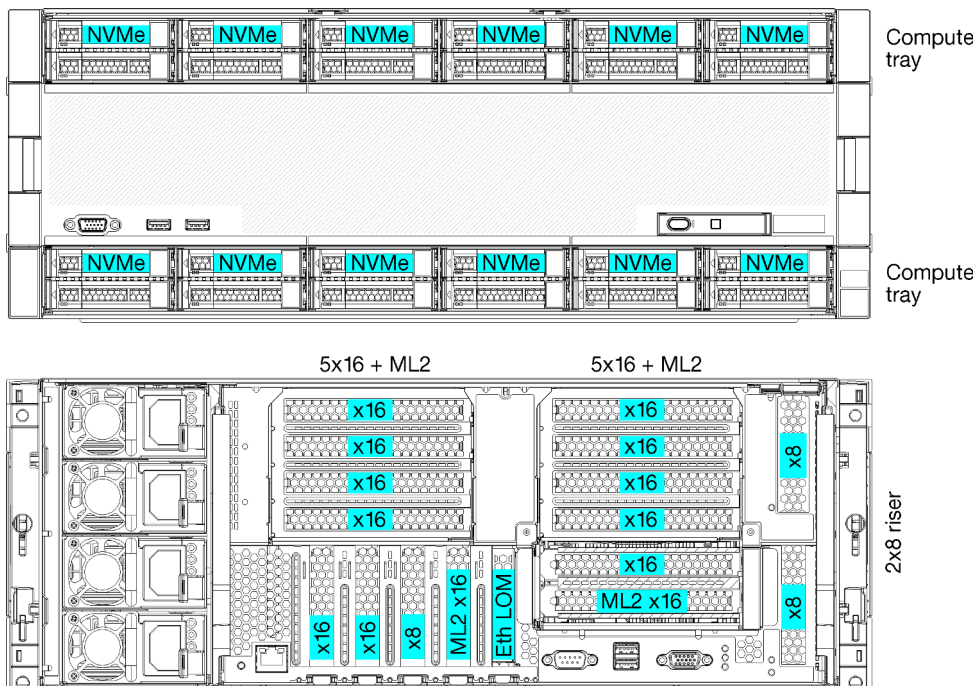 NVMe NVMe NVMe NVMe NVMe NVMe
Compute
tray
NVMe NVMe NVMe NVMe NVMe NVMe
Compute
tray
5x16 + ML2 5x16 + ML2
x16 x16
x16 x16
x16 x16
x16 x16
x8
x16
ML2 x16
x16
x16
x8
ML2 x16
Eth LOM
x8
2x8 riser